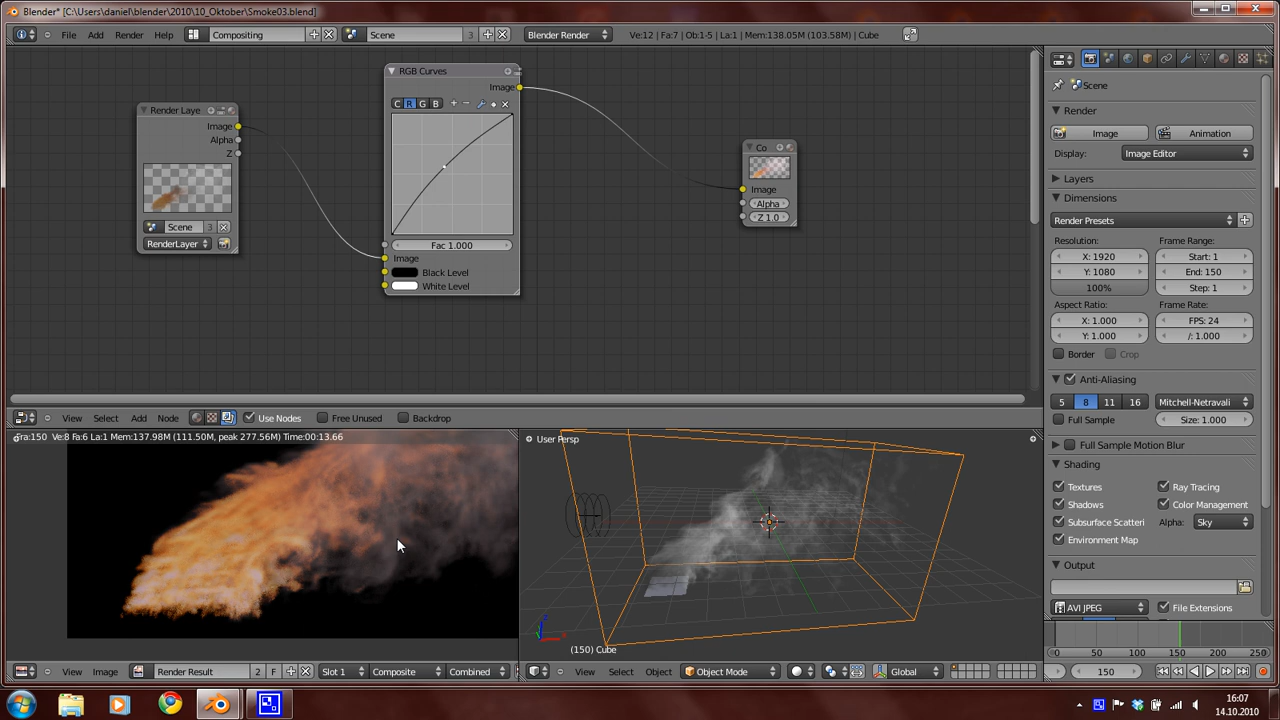 Blender* [C:\Users\daniel\blender\2010\10_Oktober\Smoke03.blend]
File Add Render Help Compositing Scene 3 Blender Render Ve:12 | Fa:7 | Ob:1-5 | La:1 | Mem:138.05M (103.58M) | Cube
RGB Curves
Image
C R G B
Fac 1.000
Image
Black Level
White Level
Render Laye
Image
Alpha
Z
Scene 3
RenderLayer
Co
Image
Alpha
Z 1.0
View Select Add Node Use Nodes Free Unused Backdrop
Fra:150 Ve:8 Fa:6 La:1 Mem:137.98M (111.50M, peak 277.56M) Time:00:13.66
View Image Render Result 2 F Slot 1 Composite Combined
User Persp
(150) Cube
View Select Object Object Mode Global
Scene
Render
Image Animation
Display: Image Editor
Layers
Dimensions
Render Presets
Resolution: Frame Range:
X: 1920 Start: 1
Y: 1080 End: 150
100% Step: 1
Aspect Ratio: Frame Rate:
X: 1.000 FPS: 24
Y: 1.000 /: 1.000
Border Crop
Anti-Aliasing
5 8 11 16 Mitchell-Netravali
Full Sample Size: 1.000
Full Sample Motion Blur
Shading
Textures Ray Tracing
Shadows Color Management
Subsurface Scatteri Alpha: Sky
Environment Map
Output
AVI JPEG File Extensions
0 50 100 150 200 250
150
16:07
14.10.2010